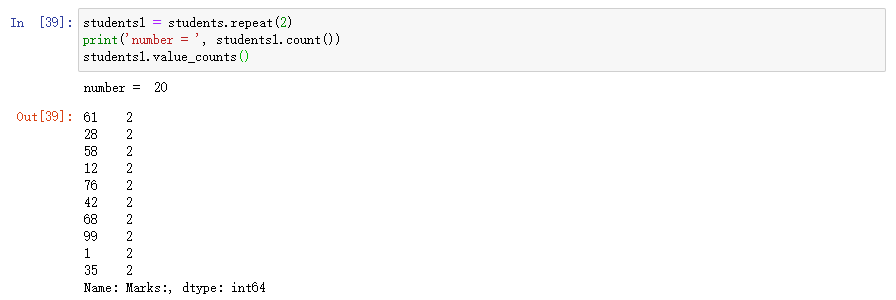 In [39]: students1 = students.repeat(2)
print('number = ', students1.count())
students1.value_counts()
number =  20
Out[39]: 61    2
28    2
58    2
12    2
76    2
42    2
68    2
99    2
1     2
35    2
Name: Marks:, dtype: int64